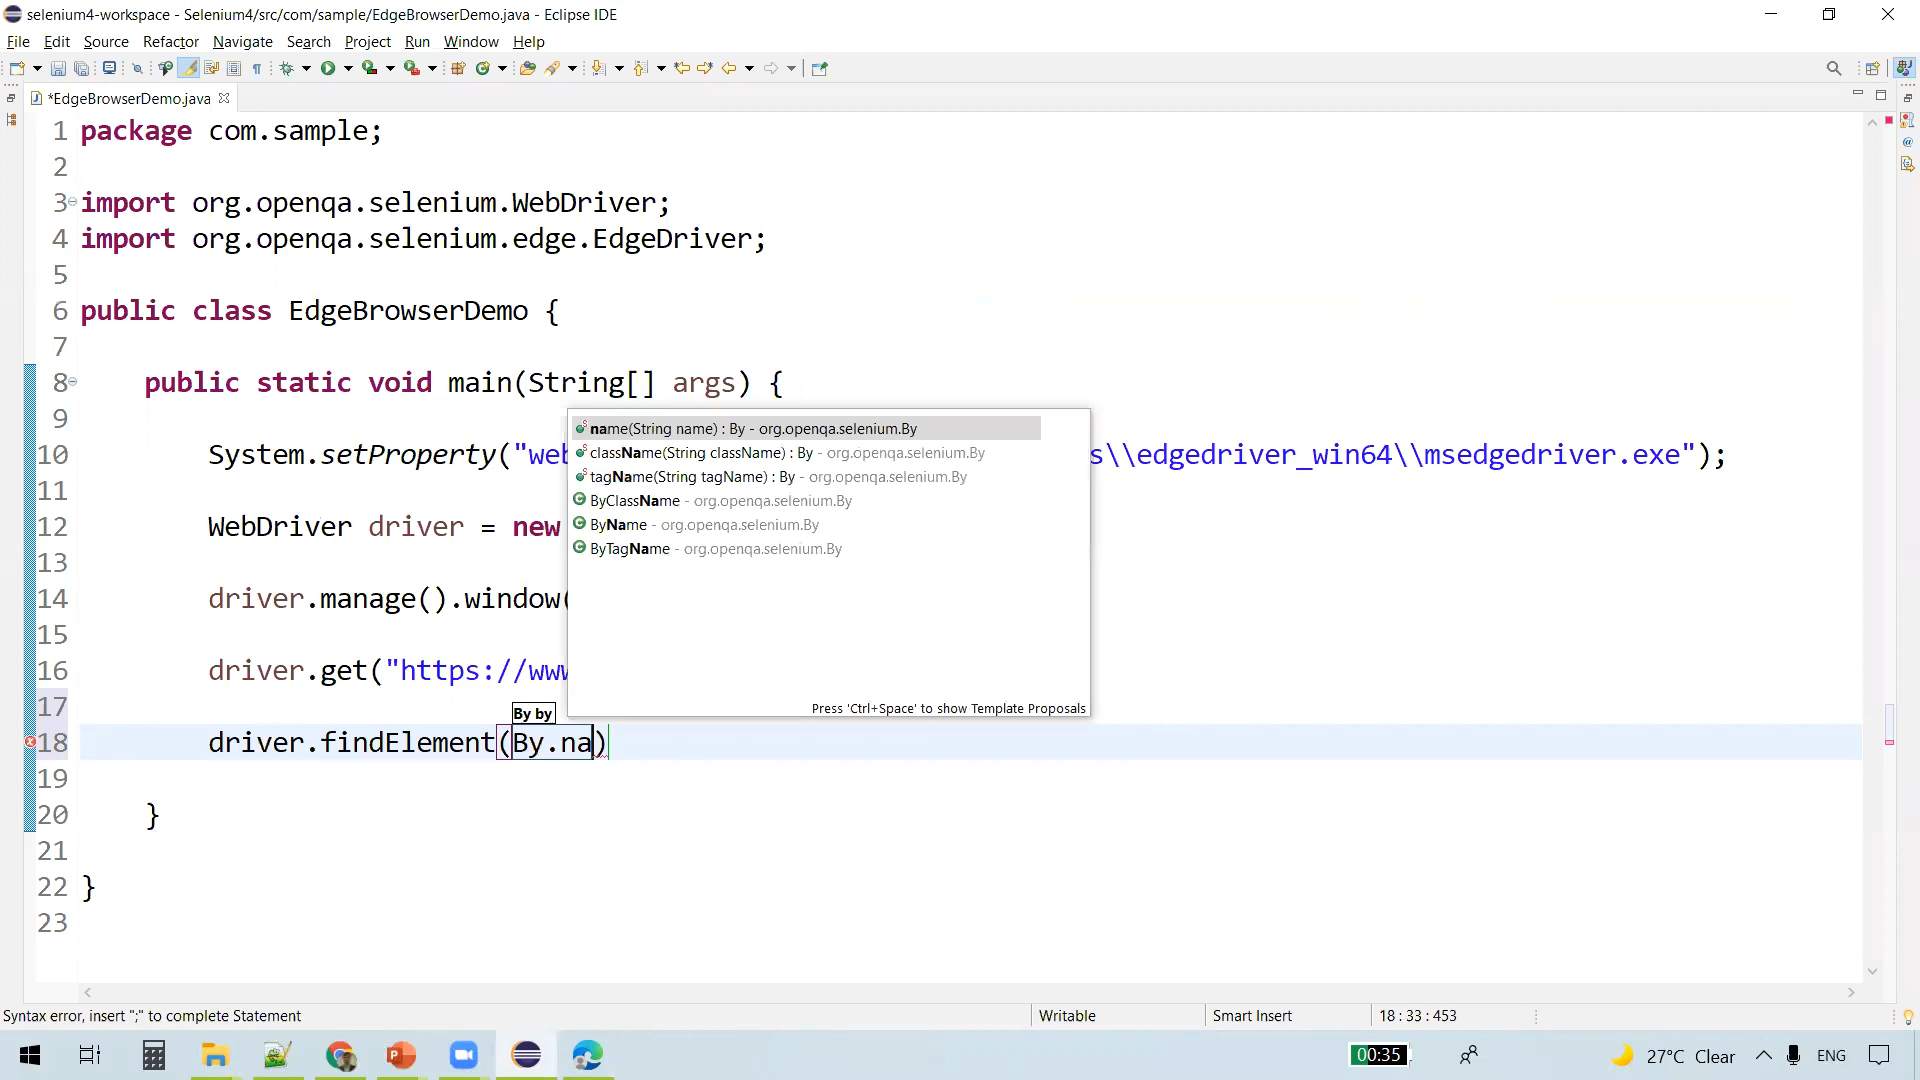 selenium4-workspace - Selenium4/src/com/sample/EdgeBrowserDemo.java - Eclipse IDE
File Edit Source Refactor Navigate Search Project Run Window Help
*EdgeBrowserDemo.java
1 package com.sample;
2
3 import org.openqa.selenium.WebDriver;
4 import org.openqa.selenium.edge.EdgeDriver;
5
6 public class EdgeBrowserDemo {
7
8 public static void main(String[] args) {
9
name(String name) : By - org.openqa.selenium.By
10 System.setProperty("web s\\edgedriver_win64\\msedgedriver.exe");
className(String className) : By - org.openqa.selenium.By
tagName(String tagName) : By - org.openqa.selenium.By
11
ByClassName - org.openqa.selenium.By
12 WebDriver driver = new
ByName - org.openqa.selenium.By
ByTagName - org.openqa.selenium.By
13
14 driver.manage().window(
15
16 driver.get("https://www
17
Press 'Ctrl+Space' to show Template Proposals
By by
18 driver.findElement(By.na)
19
20 }
21
22 }
23
Syntax error, insert ";" to complete Statement Writable Smart Insert 18 : 33 : 453
00:35 27°C Clear ENG